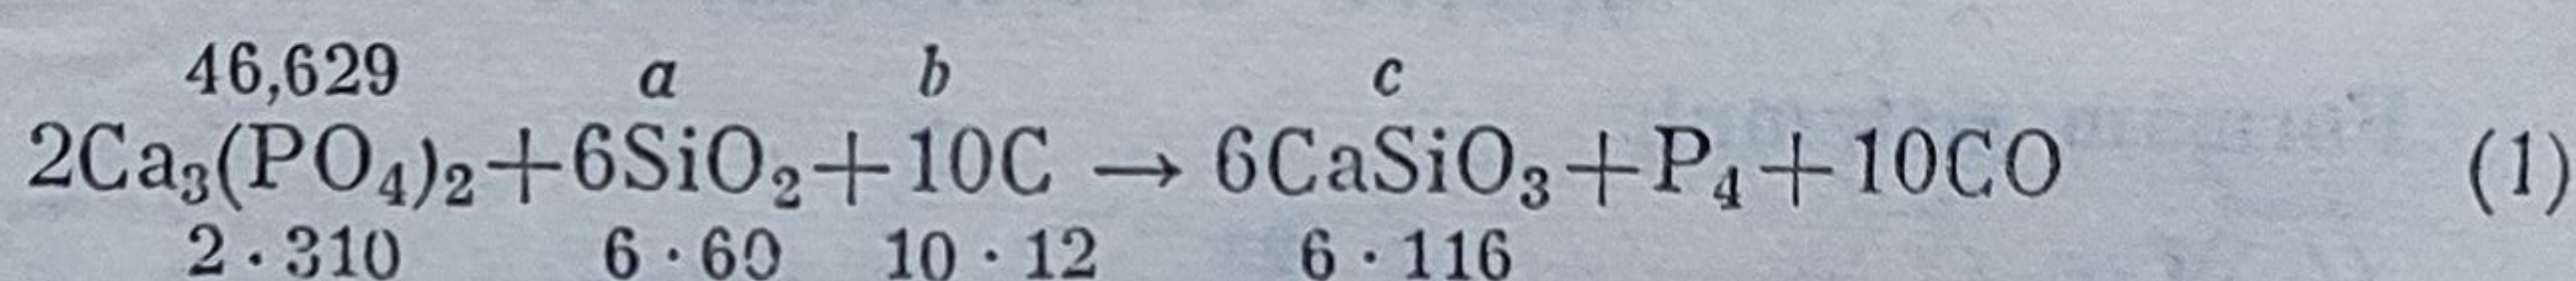 46,629 a b c
2Ca₃(PO₄)₂+6SiO₂+10C → 6CaSiO₃+P₄+10CO (1)
2·310 6·60 10·12 6·116